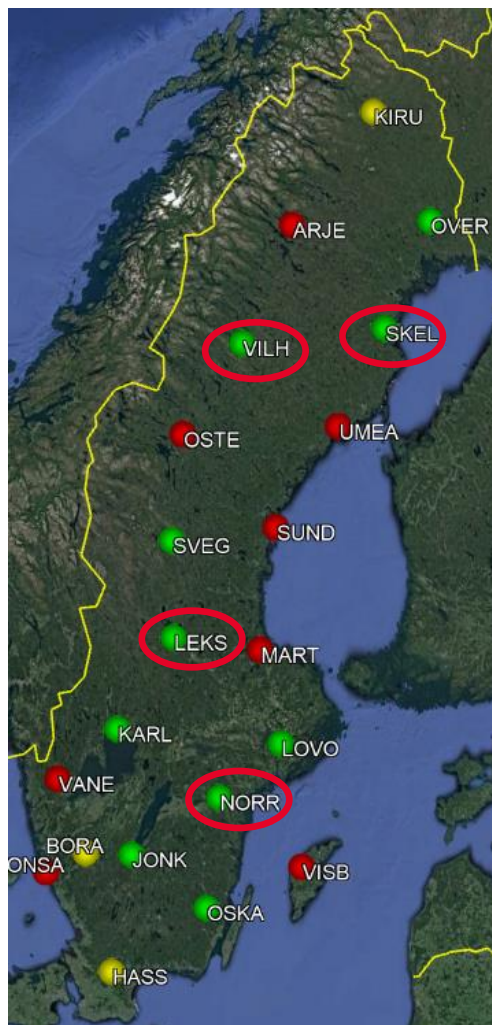 KIRU
ARJE
OVER
VILH
SKEL
OSTE
UMEA
SVEG
SUND
LEKS
MART
KARL
LOVO
VANE
NORR
BORA
ONSA
JONK
VISB
OSKA
HASS